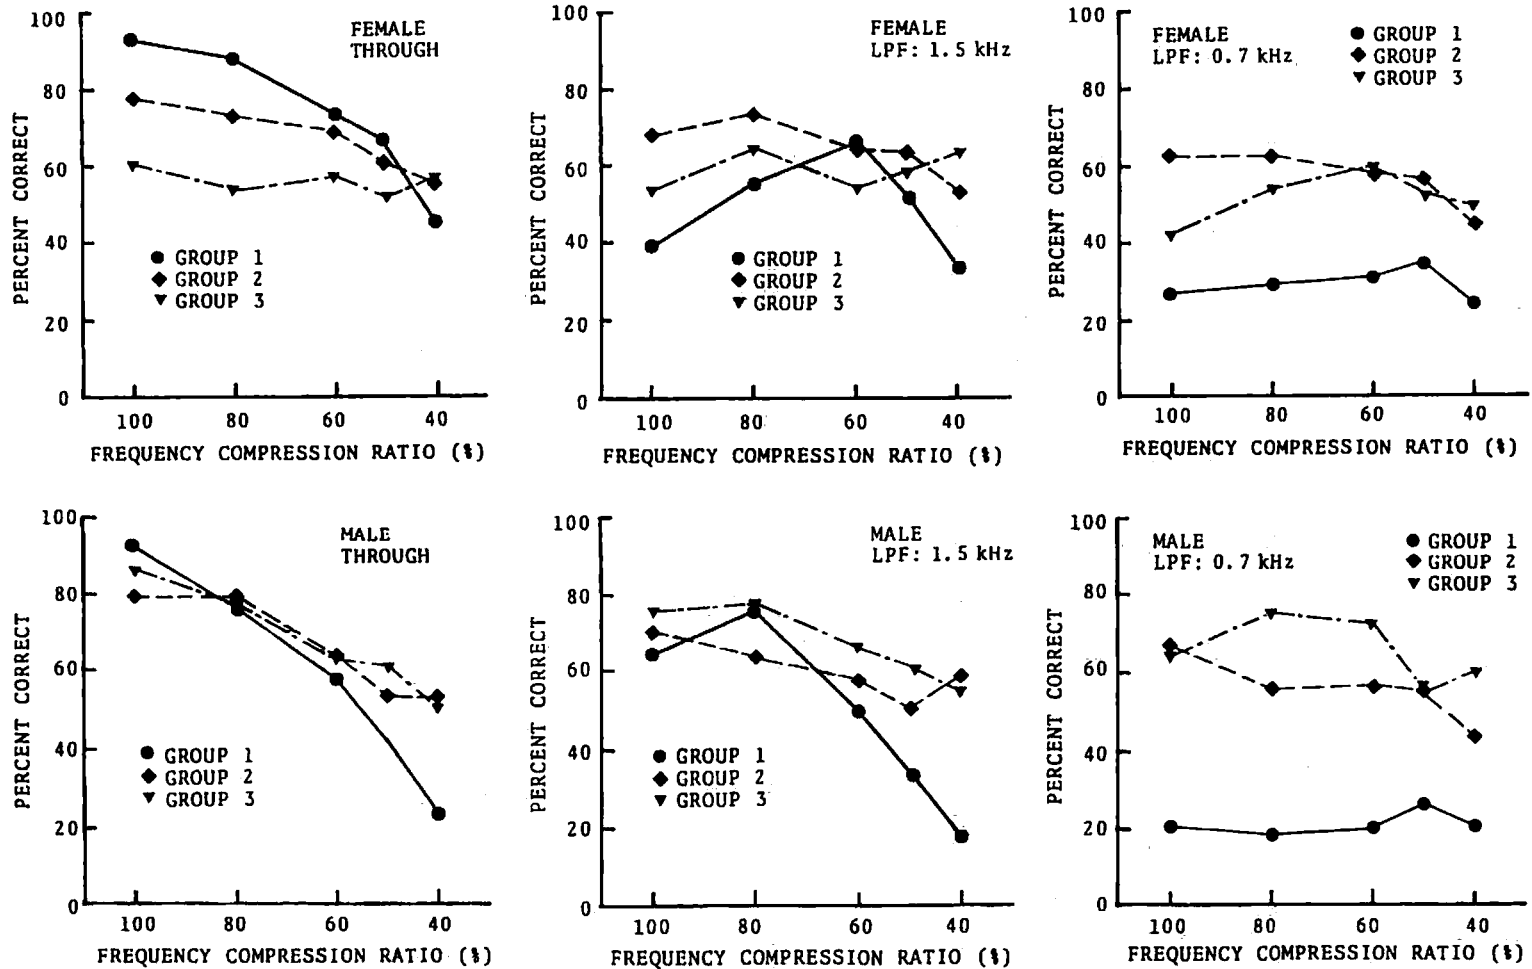 FEMALE
THROUGH
100
80
60
40
20
0
PERCENT CORRECT
GROUP 1
GROUP 2
GROUP 3
100 80 60 40
FREQUENCY COMPRESSION RATIO (%)
FEMALE
LPF: 1.5 kHz
100
80
60
40
20
0
PERCENT CORRECT
GROUP 1
GROUP 2
GROUP 3
100 80 60 40
FREQUENCY COMPRESSION RATIO (%)
FEMALE
LPF: 0.7 kHz
GROUP 1
GROUP 2
GROUP 3
100
80
60
40
20
0
PERCENT CORRECT
100 80 60 40
FREQUENCY COMPRESSION RATIO (%)
MALE
THROUGH
100
80
60
40
20
0
PERCENT CORRECT
GROUP 1
GROUP 2
GROUP 3
100 80 60 40
FREQUENCY COMPRESSION RATIO (%)
MALE
LPF: 1.5 kHz
100
80
60
40
20
0
PERCENT CORRECT
GROUP 1
GROUP 2
GROUP 3
100 80 60 40
FREQUENCY COMPRESSION RATIO (%)
MALE
LPF: 0.7 kHz
GROUP 1
GROUP 2
GROUP 3
100
80
60
40
20
0
PERCENT CORRECT
100 80 60 40
FREQUENCY COMPRESSION RATIO (%)